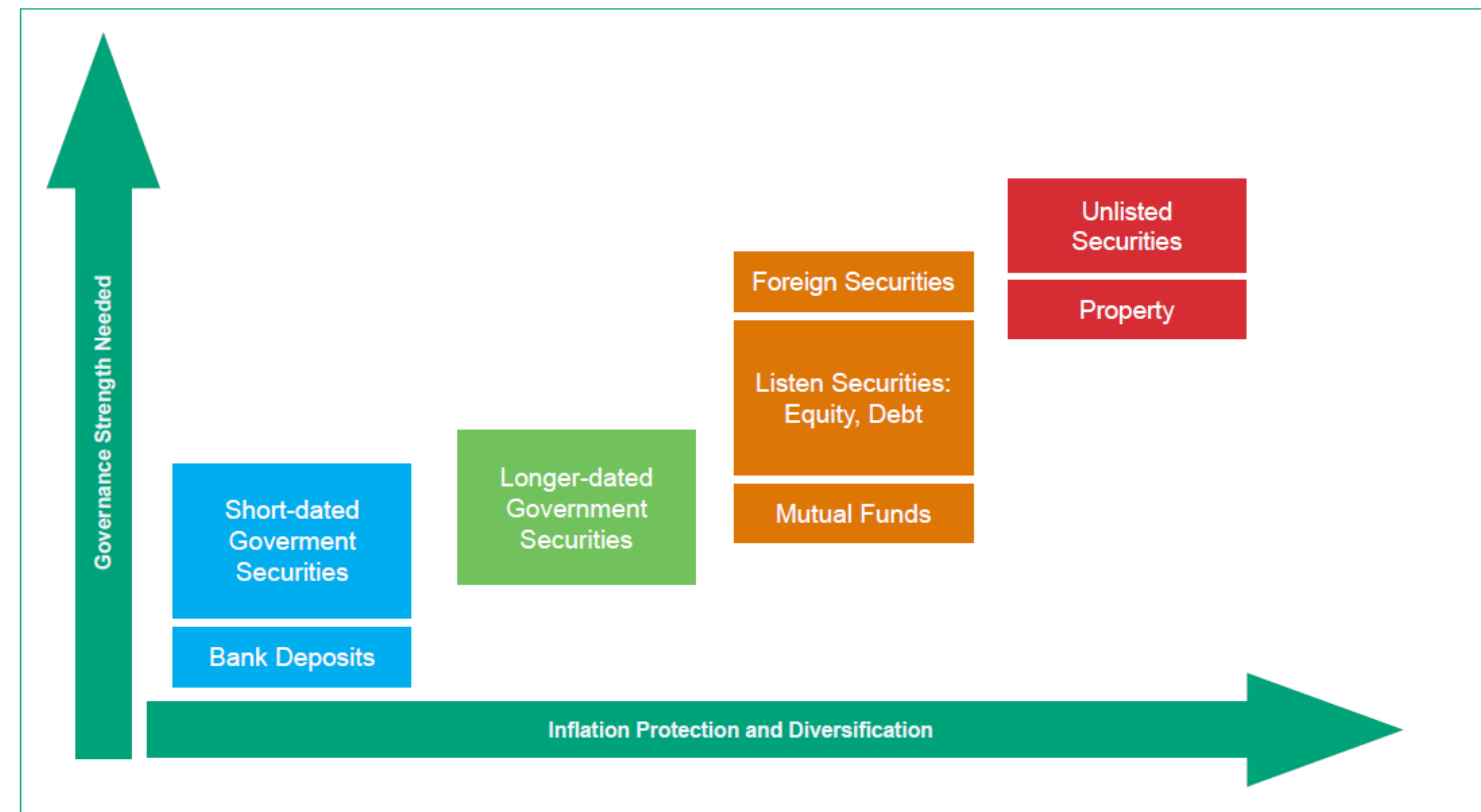 Governance Strength Needed
Unlisted
Securities
Property
Foreign Securities
Listen Securities:
Equity, Debt
Mutual Funds
Longer-dated
Government
Securities
Short-dated
Goverment
Securities
Bank Deposits
Inflation Protection and Diversification